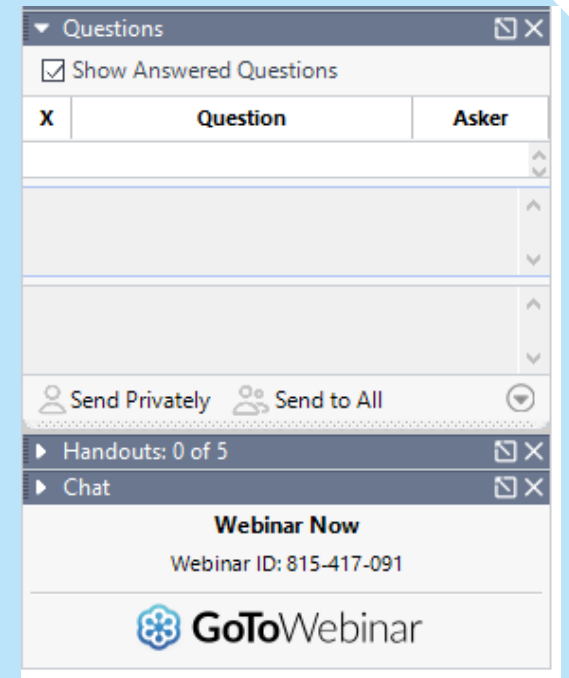 Questions
Show Answered Questions
X Question Asker
Send Privately Send to All
Handouts: 0 of 5
Chat
Webinar Now
Webinar ID: 815-417-091
GoToWebinar